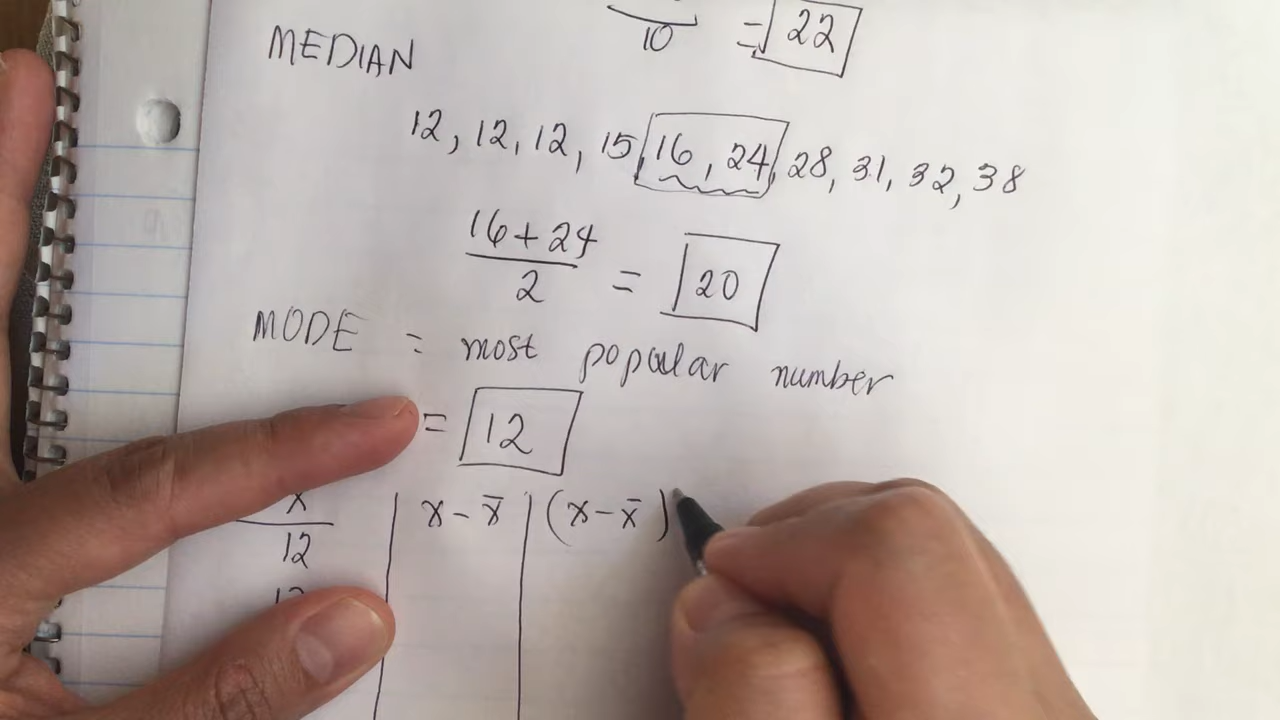 10 = 22
MEDIAN
12, 12, 12, 15, 16, 24, 28, 31, 32, 38
16+24
2 = 20
MODE = most popular number
= 12
x | x - x̄ | (x - x̄)
12